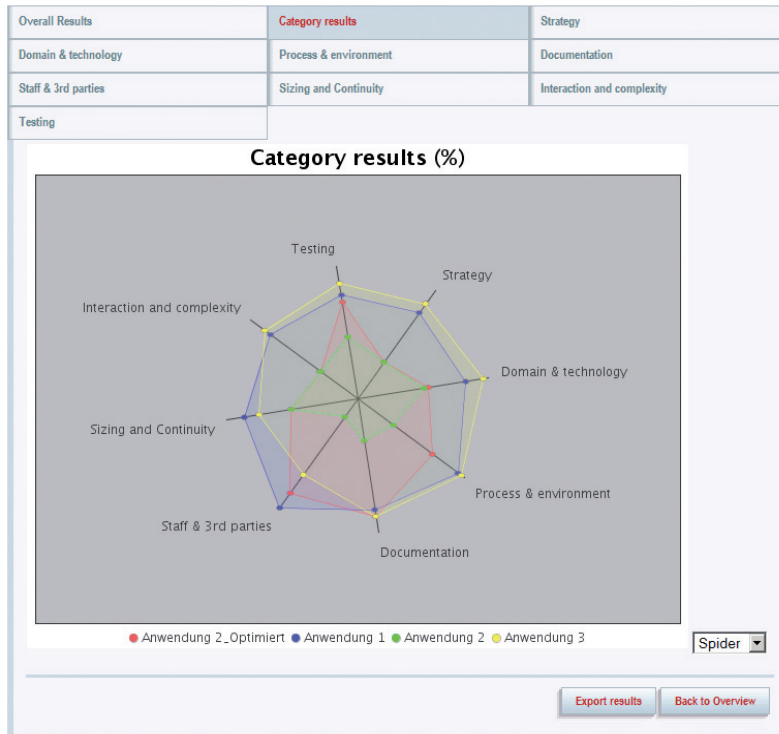 Overall Results
Category results
Strategy
Domain & technology
Process & environment
Documentation
Staff & 3rd parties
Sizing and Continuity
Interaction and complexity
Testing
Category results (%)
Testing
Strategy
Interaction and complexity
Domain & technology
Sizing and Continuity
Process & environment
Staff & 3rd parties
Documentation
Anwendung 2_Optimiert Anwendung 1 Anwendung 2 Anwendung 3
Spider
Export results
Back to Overview